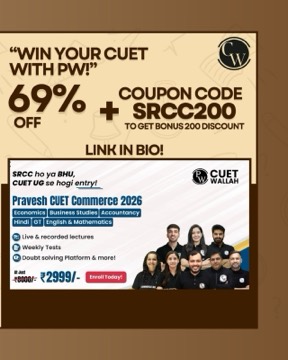 "WIN YOUR CUET
WITH PW!"
CW
69%
OFF
+
COUPON CODE
SRCC200
TO GET BONUS 200 DISCOUNT
LINK IN BIO!
SRCC ho ya BHU,
CUET UG se hogi entry!
CUET
WALLAH
Pravesh CUET Commerce 2026
Economics Business Studies Accountancy
Hindi GT English & Mathematics
Live & recorded lectures
Weekly Tests
Doubt solving Platform & more!
₹2999/-
Enroll Today!